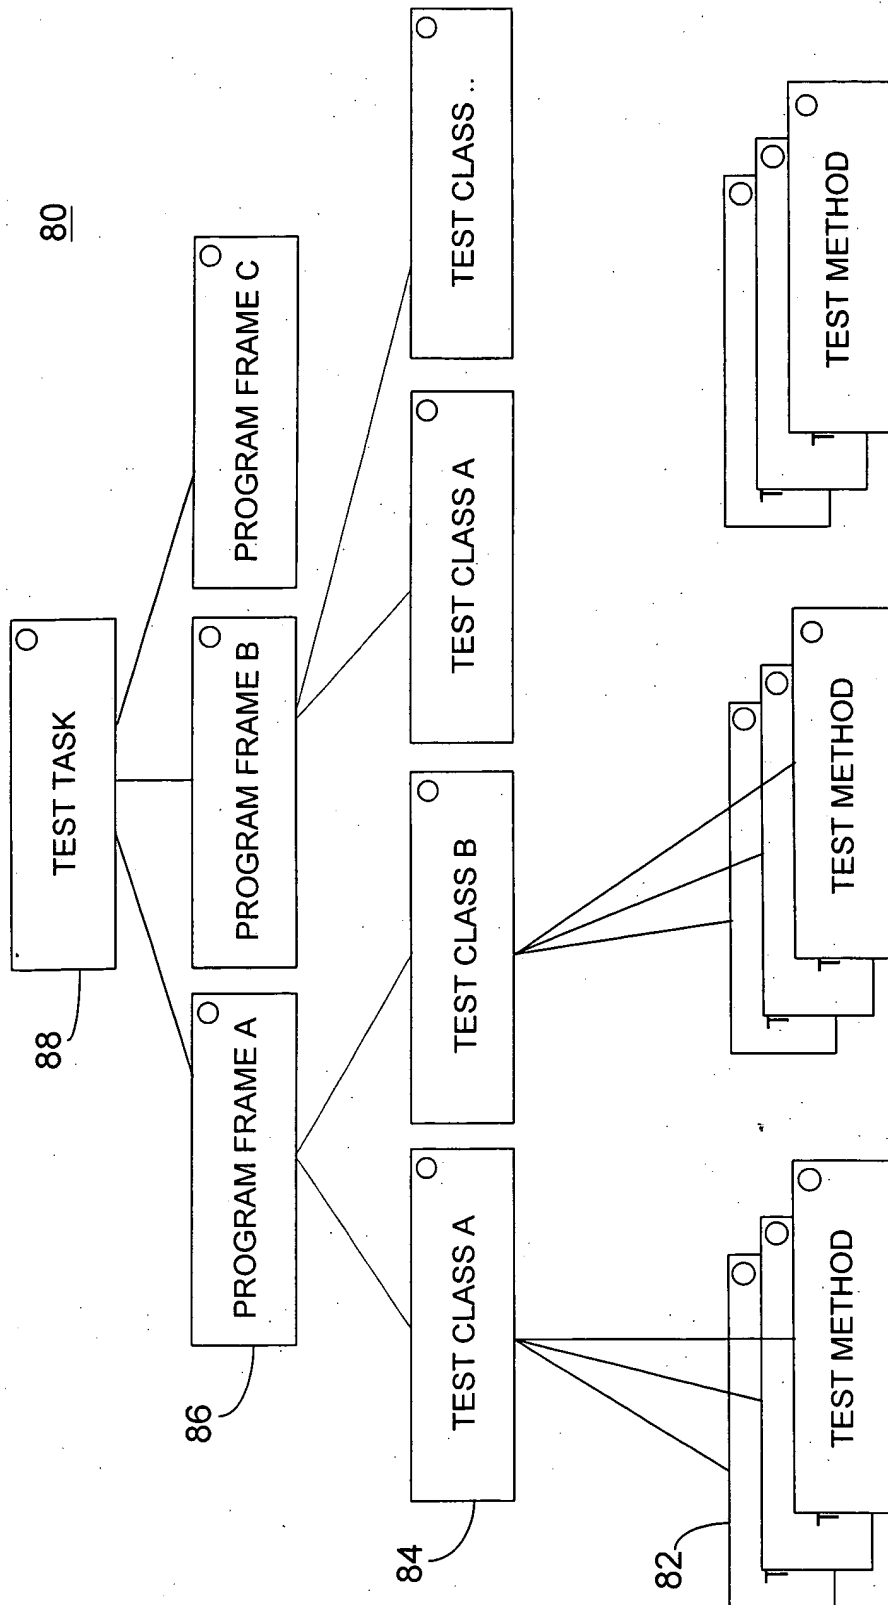 80
88
TEST TASK
86
PROGRAM FRAME A
PROGRAM FRAME B
PROGRAM FRAME C
84
TEST CLASS A
TEST CLASS B
TEST CLASS A
TEST CLASS ..
82
T
T
TEST METHOD
T
T
TEST METHOD
T
T
TEST METHOD